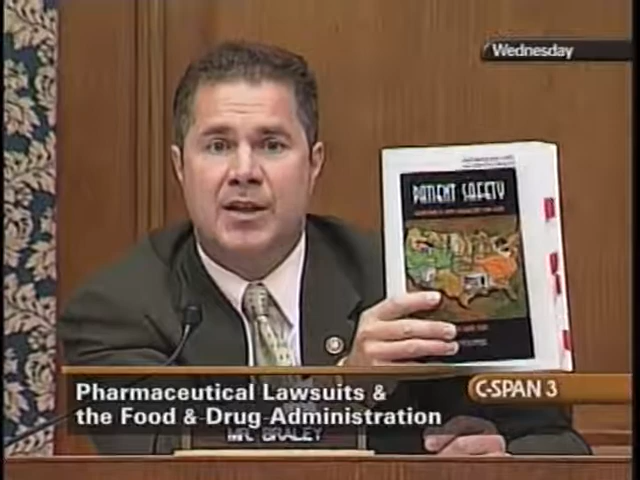 Wednesday
PATIENT SAFETY
C-SPAN 3
Pharmaceutical Lawsuits &
the Food & Drug Administration
MR. BRALEY